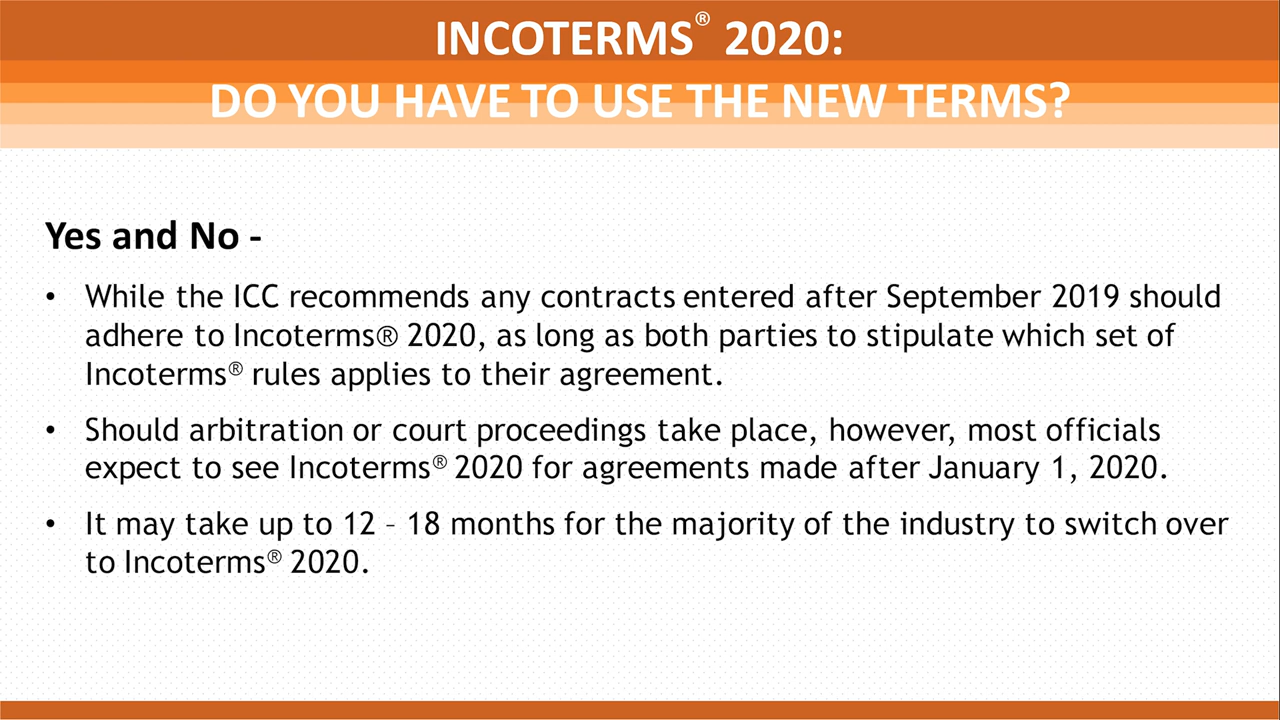 INCOTERMS® 2020:
DO YOU HAVE TO USE THE NEW TERMS?
Yes and No -
• While the ICC recommends any contracts entered after September 2019 should
adhere to Incoterms® 2020, as long as both parties to stipulate which set of
Incoterms® rules applies to their agreement.
• Should arbitration or court proceedings take place, however, most officials
expect to see Incoterms® 2020 for agreements made after January 1, 2020.
• It may take up to 12 – 18 months for the majority of the industry to switch over
to Incoterms® 2020.